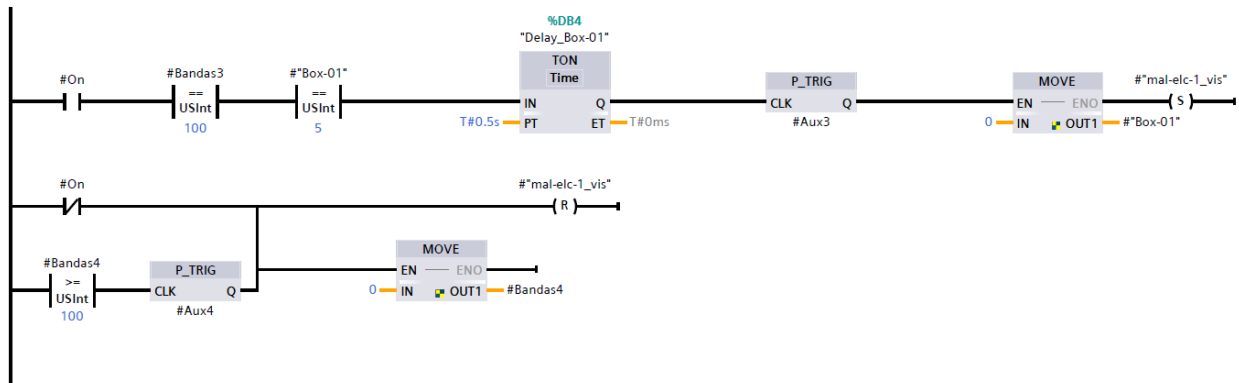 %DB4
"Delay_Box-01"
#On
#Bandas3
==
USInt
100
#"Box-01"
==
USInt
5
TON
Time
IN
Q
T#0.5s
PT
ET
T#0ms
P_TRIG
CLK
Q
#Aux3
MOVE
EN
ENO
0
IN
OUT1
#"Box-01"
#"mal-elc-1_vis"
S
#On
#"mal-elc-1_vis"
R
#Bandas4
>=
USInt
100
P_TRIG
CLK
Q
#Aux4
MOVE
EN
ENO
0
IN
OUT1
#Bandas4